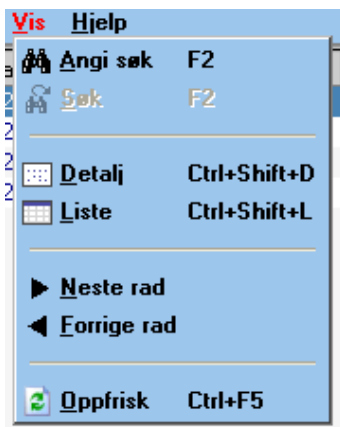 Vis Hjelp
Angi søk F2
Søk F2
Detalj Ctrl+Shift+D
Liste Ctrl+Shift+L
Neste rad
Forrige rad
Oppfrisk Ctrl+F5